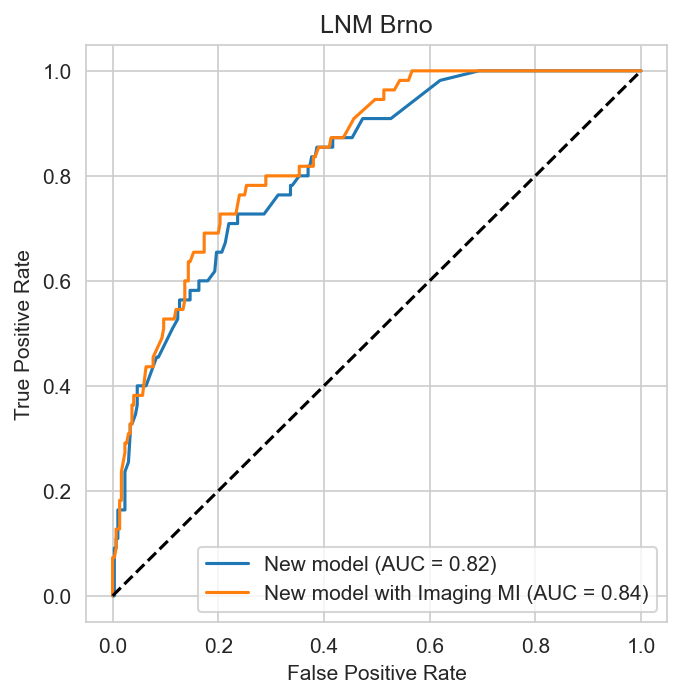 LNM Brno
1.0
0.8
0.6
0.4
0.2
0.0
True Positive Rate
New model (AUC = 0.82)
New model with Imaging MI (AUC = 0.84)
0.0 0.2 0.4 0.6 0.8 1.0
False Positive Rate